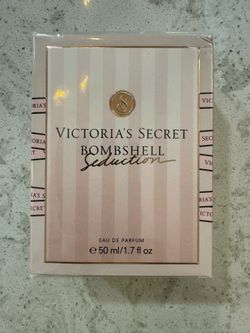 VICTORIA'S SECRET
BOMBSHELL
Seduction
EAU DE PARFUM
℮ 50 ml/1.7 fl oz